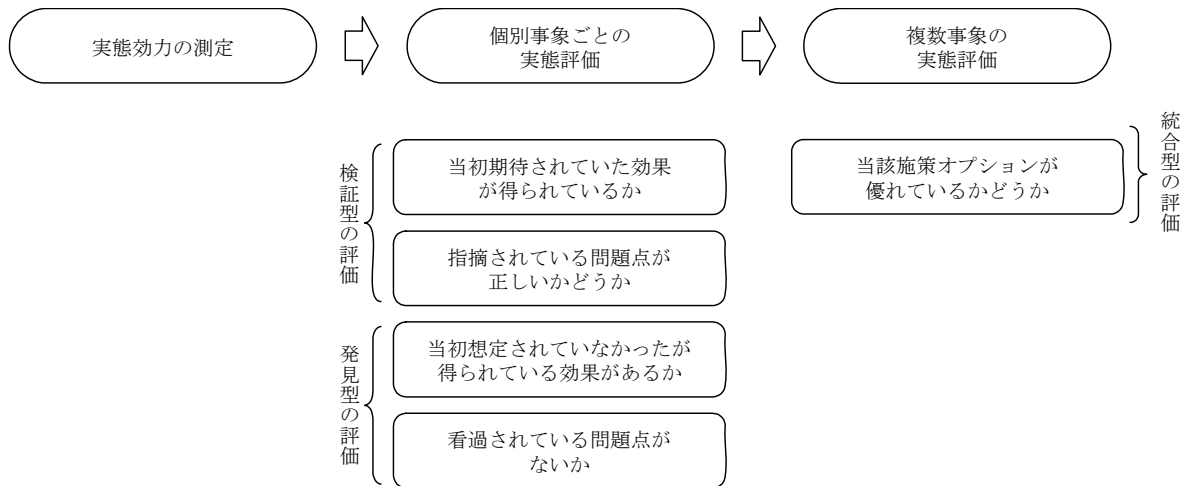 実態効力の測定
個別事象ごとの
実態評価
複数事象の
実態評価
検証型の評価
当初期待されていた効果
が得られているか
指摘されている問題点が
正しいかどうか
発見型の評価
当初想定されていなかったが
得られている効果があるか
看過されている問題点が
ないか
当該施策オプションが
優れているかどうか
統合型の評価